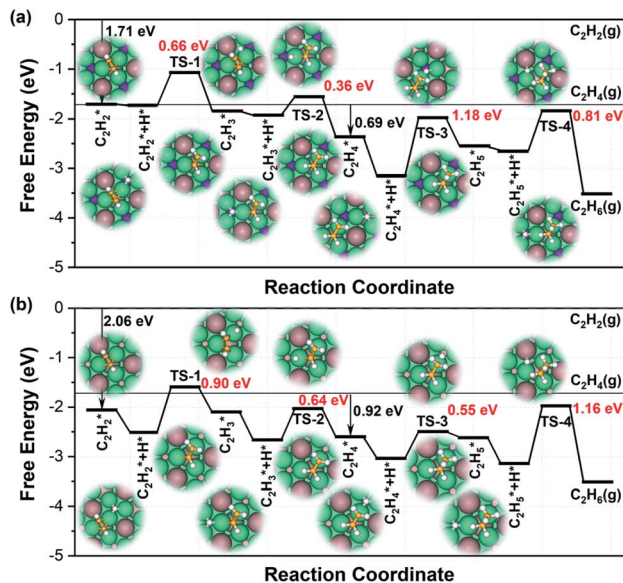 (a)
0
-1
-2
-3
-4
-5
Free Energy (eV)
1.71 eV
0.66 eV
TS-1
C₂H₂(g)
C₂H₄(g)
C₂H₂*
C₂H₂*+H*
C₂H₃*
C₂H₃*+H*
0.36 eV
TS-2
C₂H₄*
0.69 eV
C₂H₄*+H*
TS-3
1.18 eV
C₂H₅*
C₂H₅*+H*
TS-4
0.81 eV
C₂H₆(g)
Reaction Coordinate
(b)
0
-1
-2
-3
-4
-5
Free Energy (eV)
2.06 eV
TS-1
0.90 eV
C₂H₂(g)
C₂H₄(g)
C₂H₂*
C₂H₂*+H*
C₂H₃*
C₂H₃*+H*
0.64 eV
TS-2
C₂H₄*
0.92 eV
C₂H₄*+H*
TS-3
0.55 eV
C₂H₅*
C₂H₅*+H*
TS-4
1.16 eV
C₂H₆(g)
Reaction Coordinate